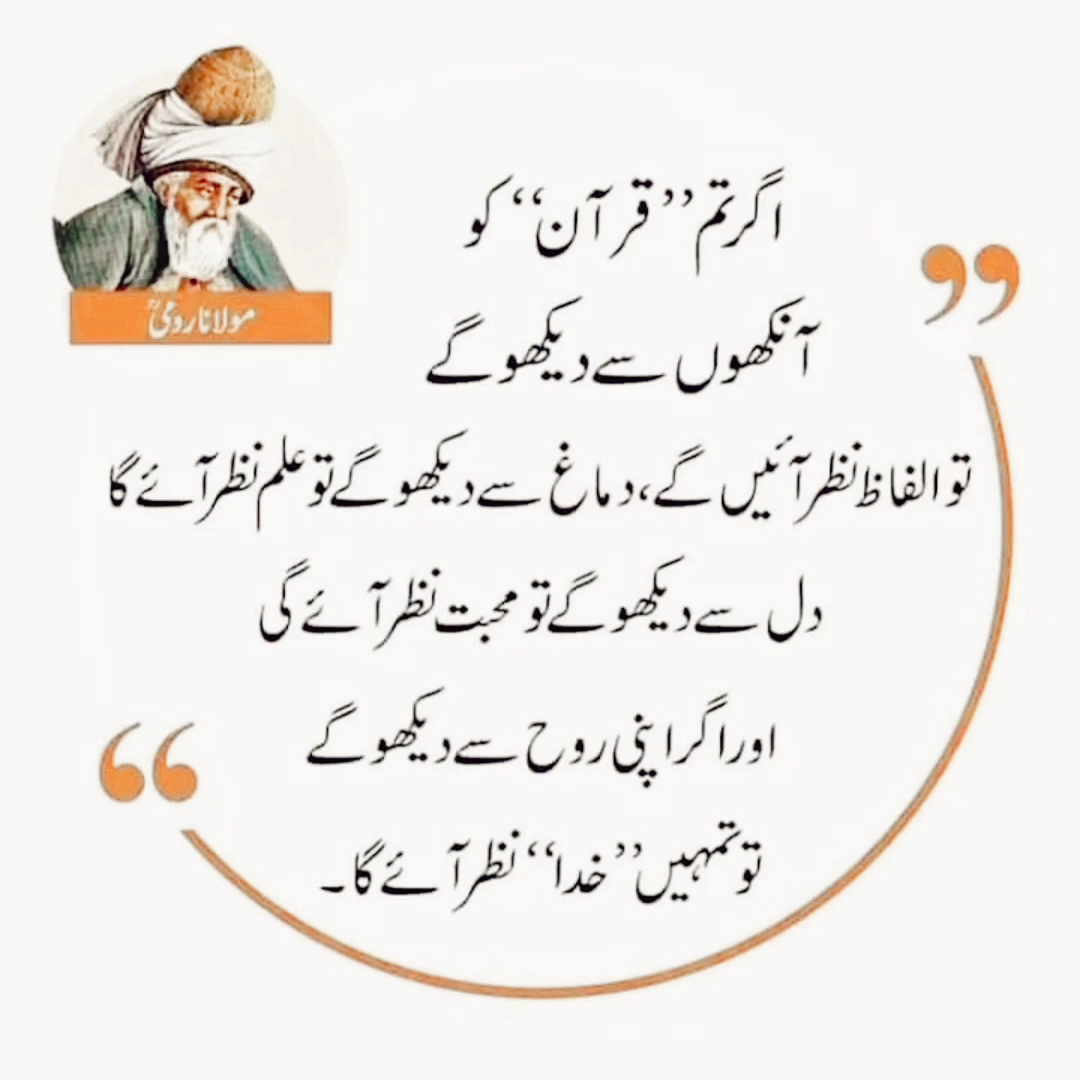 مولانا رومیؒ
اگر تم ’’قرآن‘‘ کو
آنکھوں سے دیکھو گے
تو الفاظ نظر آئیں گے، دماغ سے دیکھو گے تو علم نظر آئے گا
دل سے دیکھو گے تو محبت نظر آئے گی
اور اگر اپنی روح سے دیکھو گے
تو تمہیں ’’خدا‘‘ نظر آئے گا۔